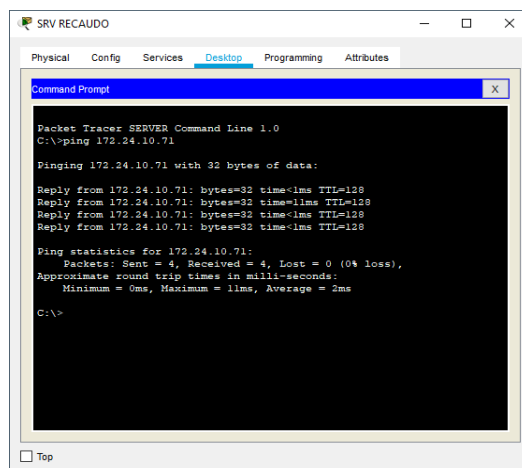 SRV RECAUDO
Physical Config Services Desktop Programming Attributes
Command Prompt X
Packet Tracer SERVER Command Line 1.0
C:\>ping 172.24.10.71
Pinging 172.24.10.71 with 32 bytes of data:
Reply from 172.24.10.71: bytes=32 time<1ms TTL=128
Reply from 172.24.10.71: bytes=32 time=11ms TTL=128
Reply from 172.24.10.71: bytes=32 time<1ms TTL=128
Reply from 172.24.10.71: bytes=32 time<1ms TTL=128
Ping statistics for 172.24.10.71:
Packets: Sent = 4, Received = 4, Lost = 0 (0% loss),
Approximate round trip times in milli-seconds:
Minimum = 0ms, Maximum = 11ms, Average = 2ms
C:\>
Top